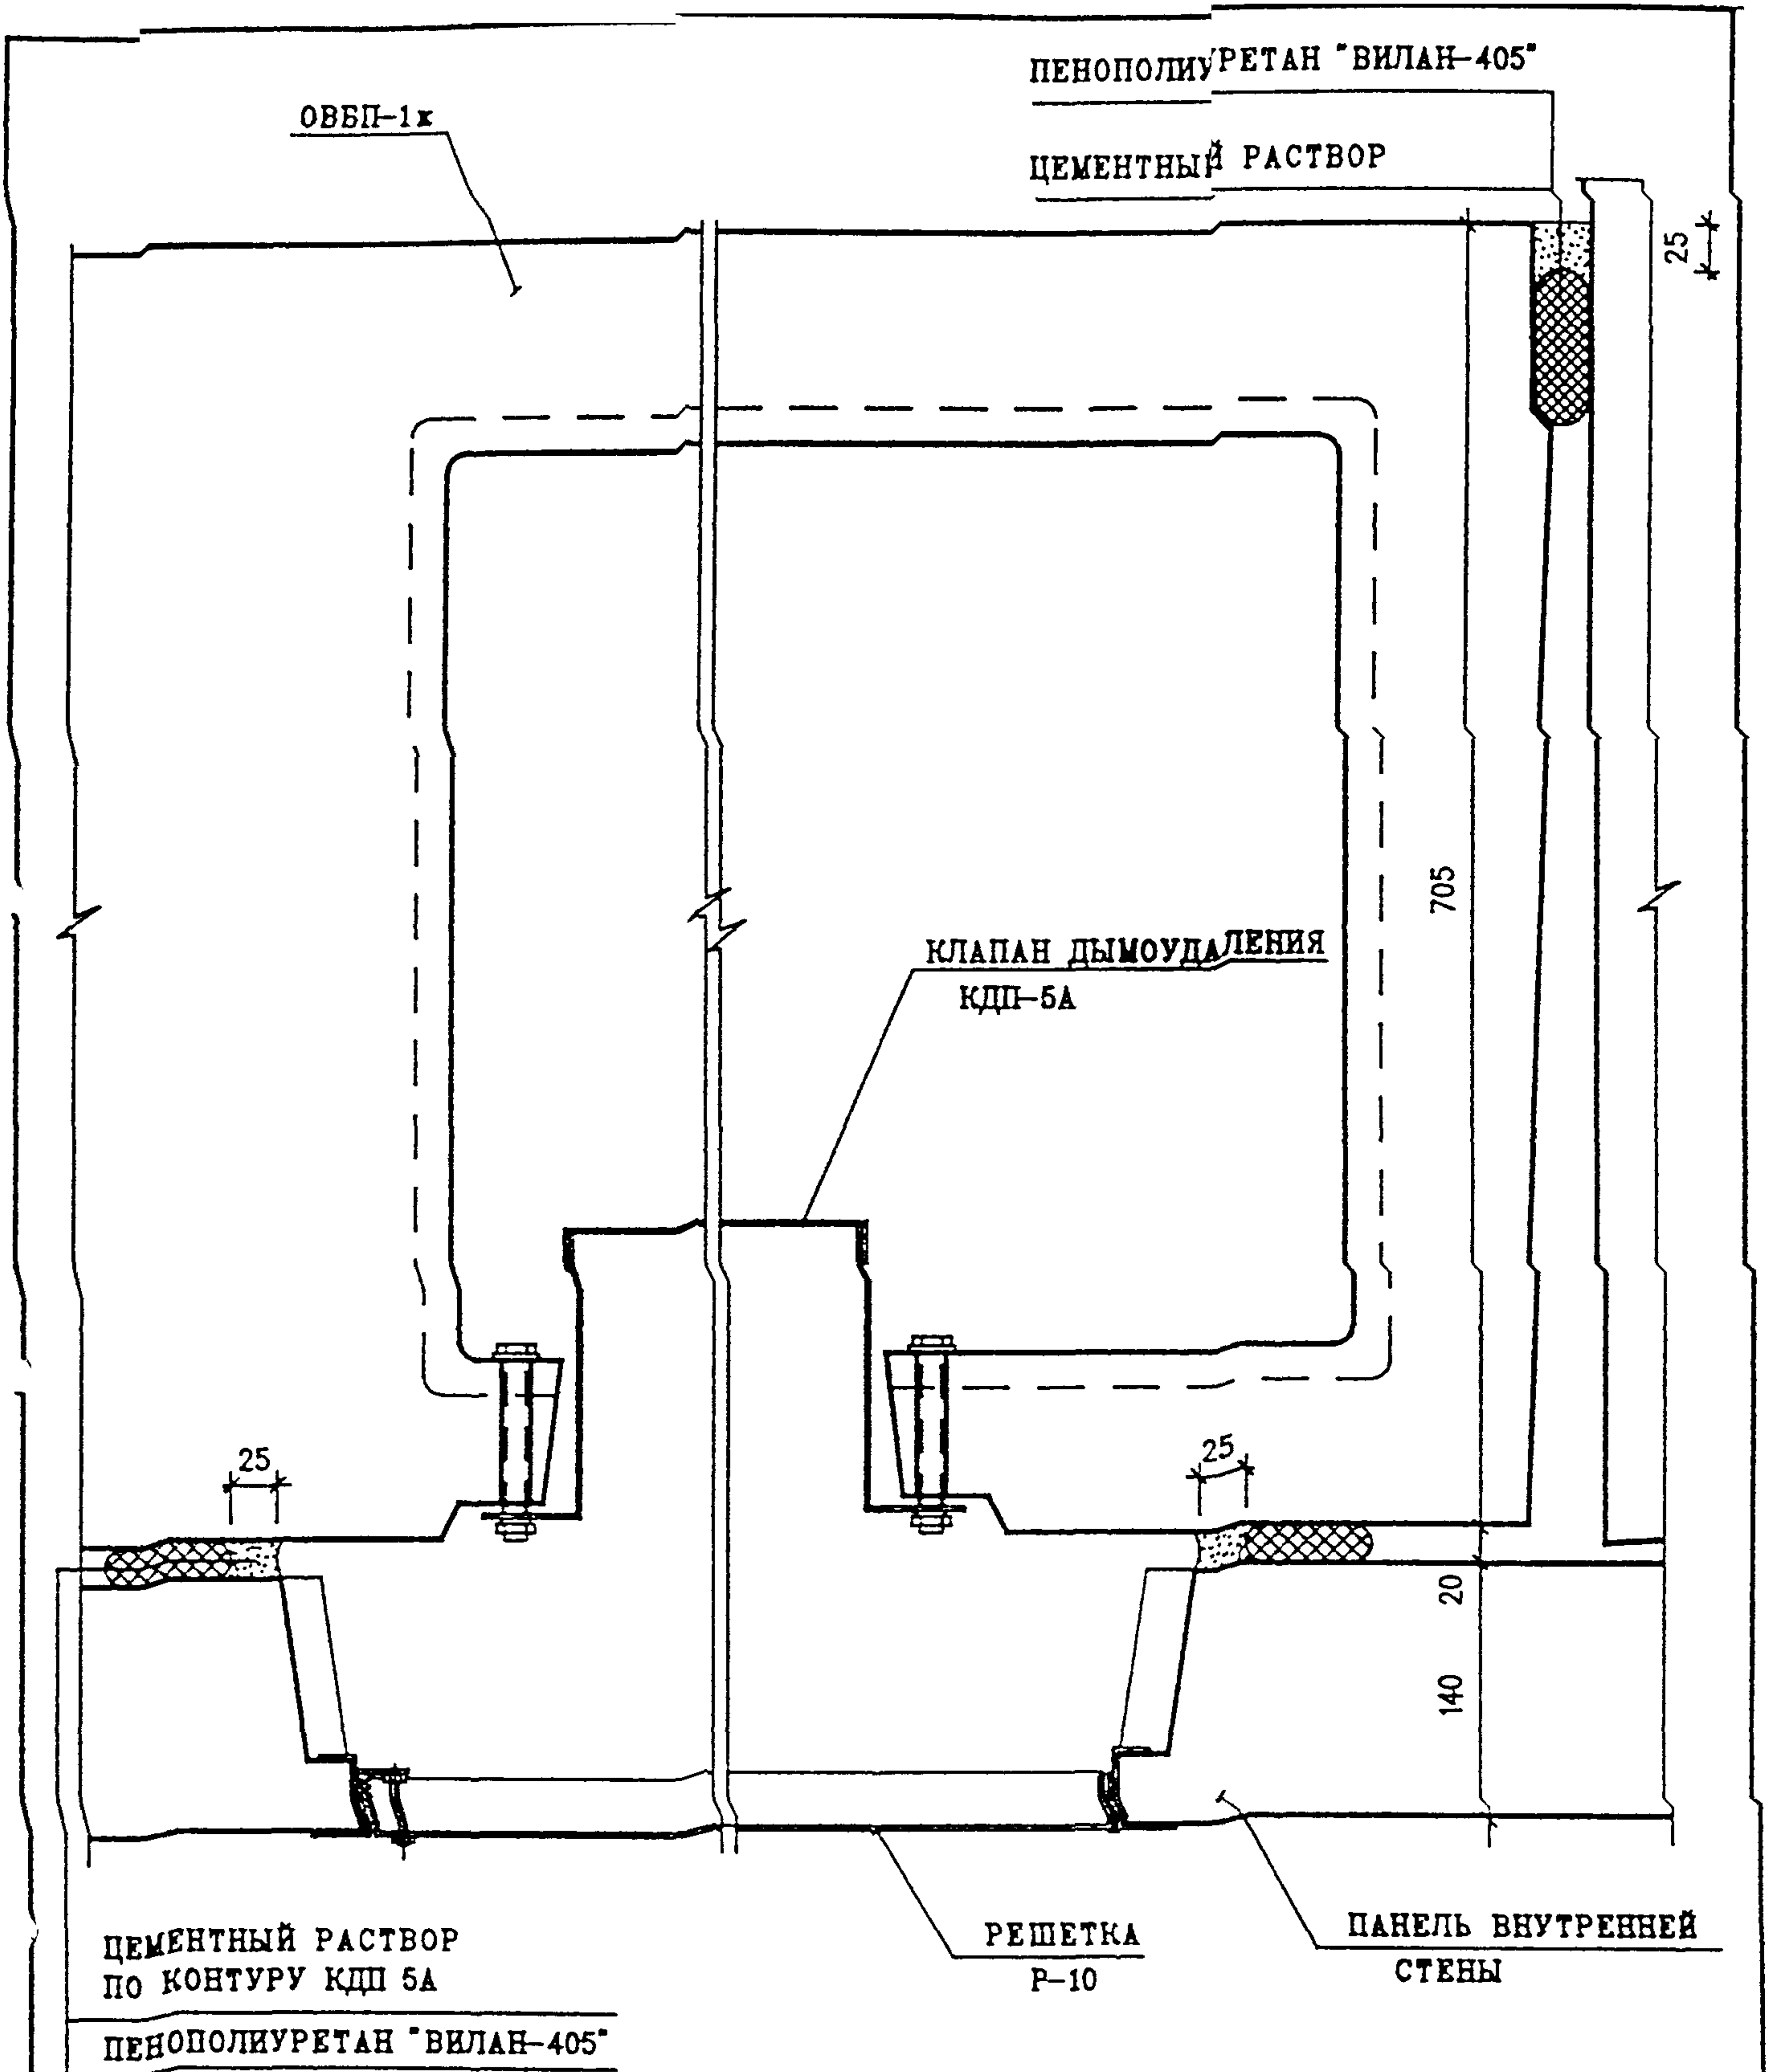 ПЕНОПОЛИУРЕТАН "ВИЛАН-405"
ОВБП-1ж
ЦЕМЕНТНЫЙ РАСТВОР
25
705
КЛАПАН ДЫМОУДАЛЕНИЯ
КДП-5А
25
25
20
140
ЦЕМЕНТНЫЙ РАСТВОР
ПО КОНТУРУ КДП 5А
ПЕНОПОЛИУРЕТАН "ВИЛАН-405"
РЕШЕТКА
Р-10
ПАНЕЛЬ ВНУТРЕННЕЙ
СТЕНЫ